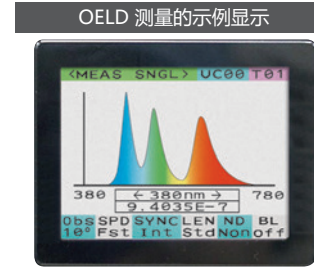 OELD 测量的示例显示
<MEAS SNGL> UC00 T01
380 ← 380nm → 780
9.4035E-7
Obs SPD SYNC LEN ND BL
10° Fst Int Std Non off